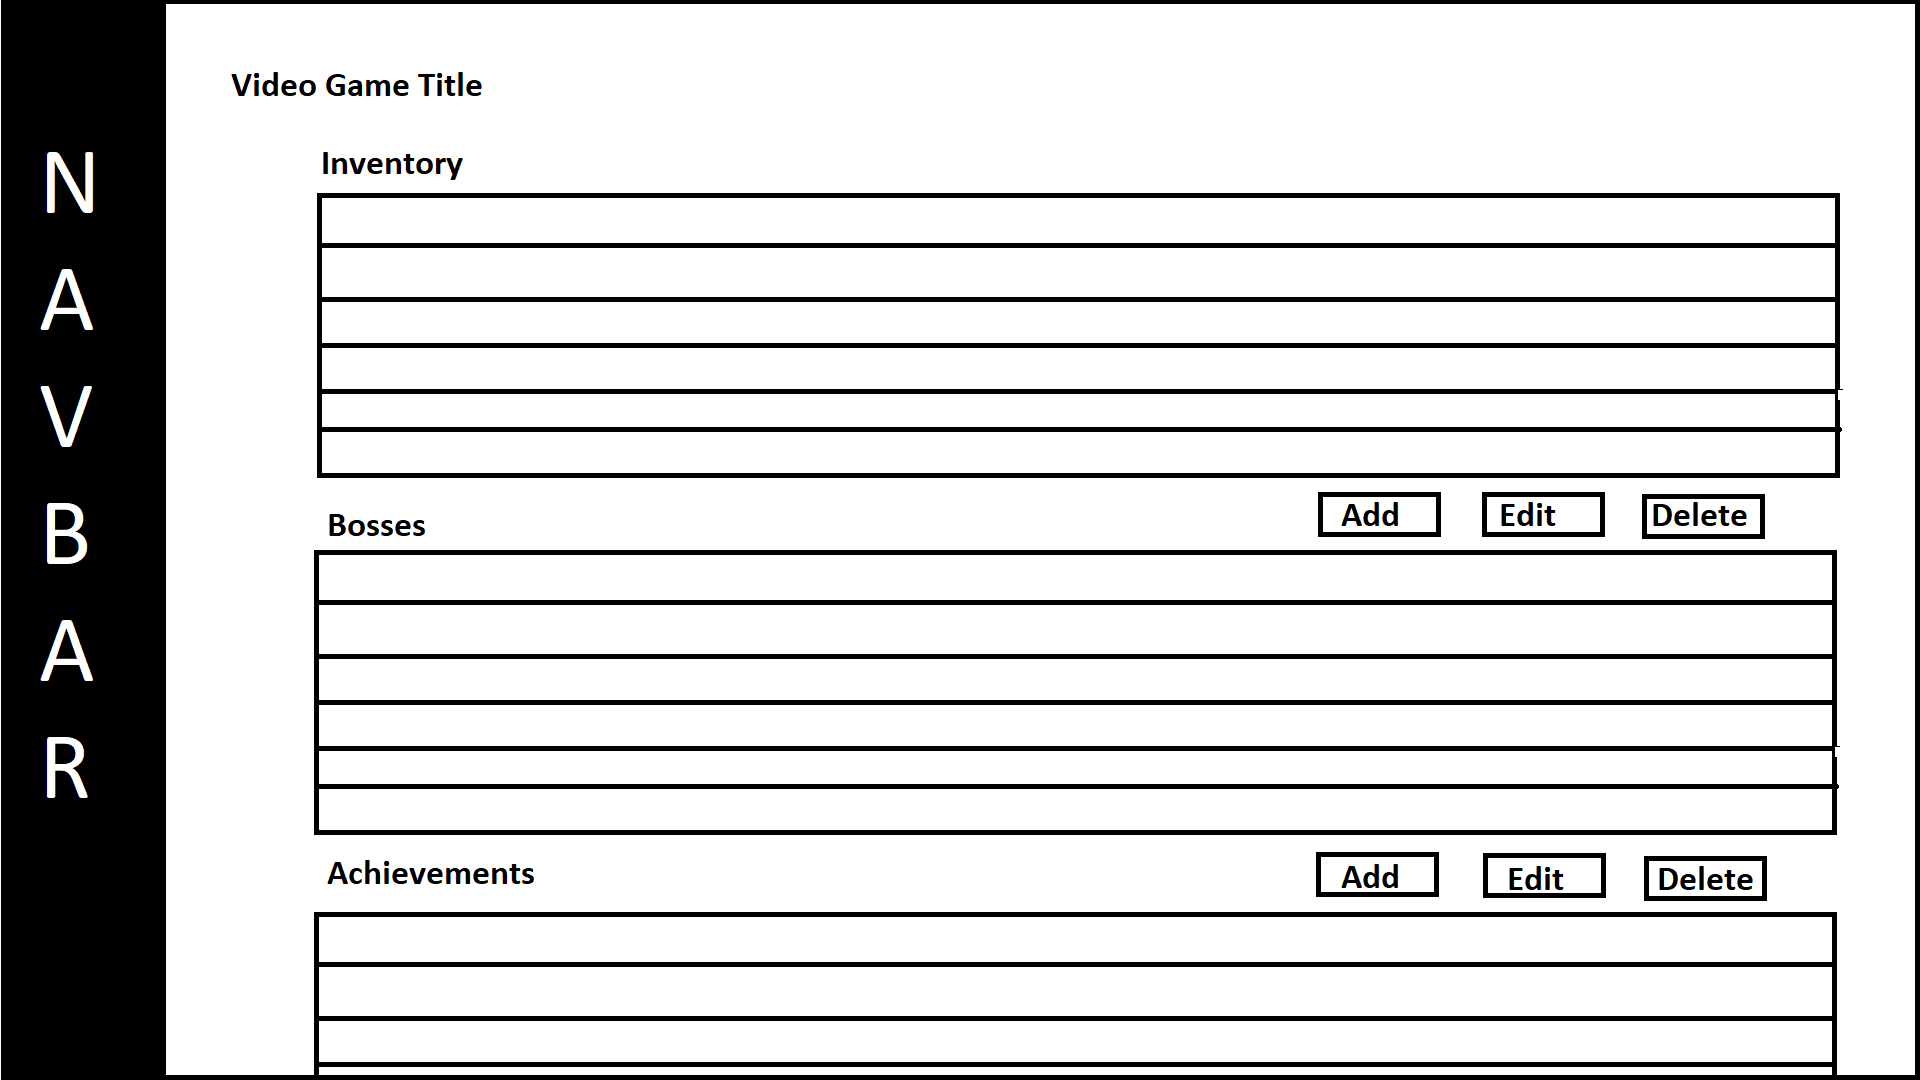 N
A
V
B
A
R
Video Game Title
Inventory
Add Edit Delete
Bosses
Add Edit Delete
Achievements